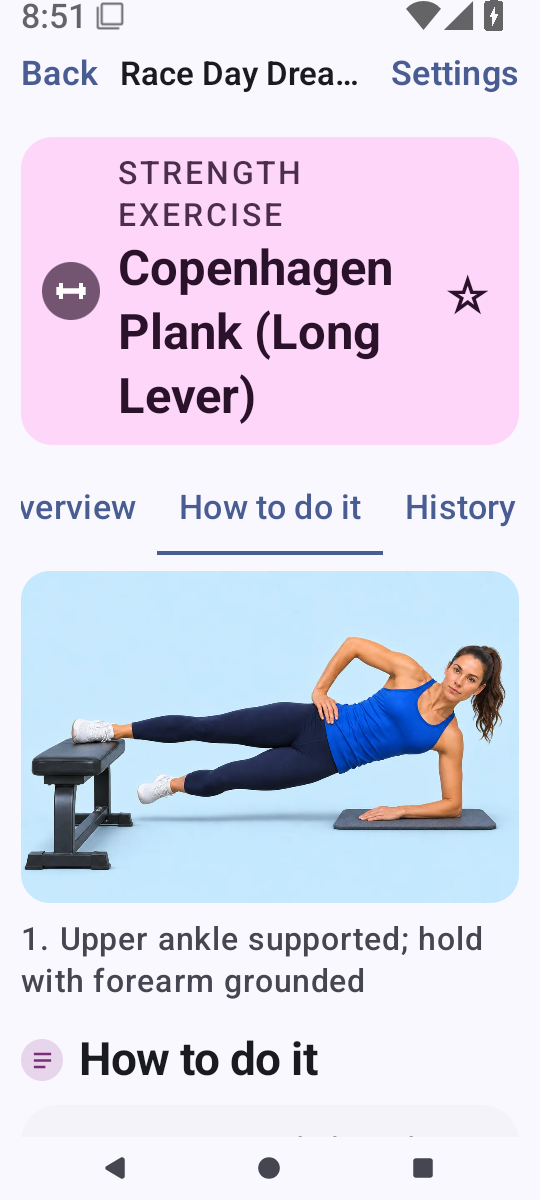 8:51
Back Race Day Drea... Settings
STRENGTH
EXERCISE
Copenhagen
Plank (Long
Lever)
verview How to do it History
1. Upper ankle supported; hold
with forearm grounded
How to do it